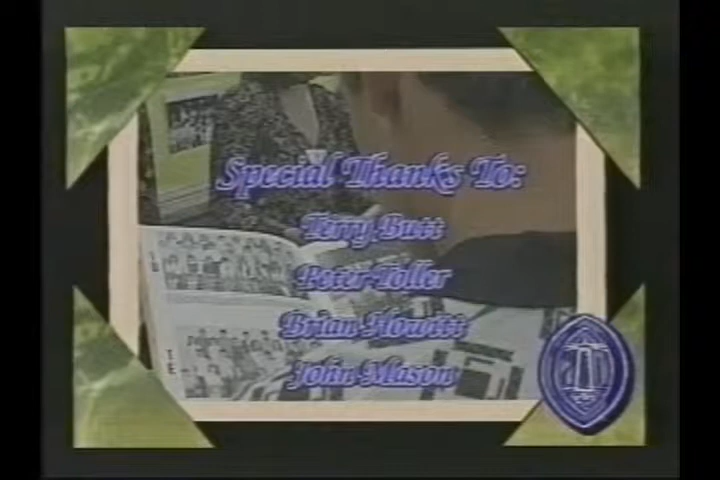 Special Thanks To:
Terry Butt
Peter Toller
Brian Howitt
John Mason